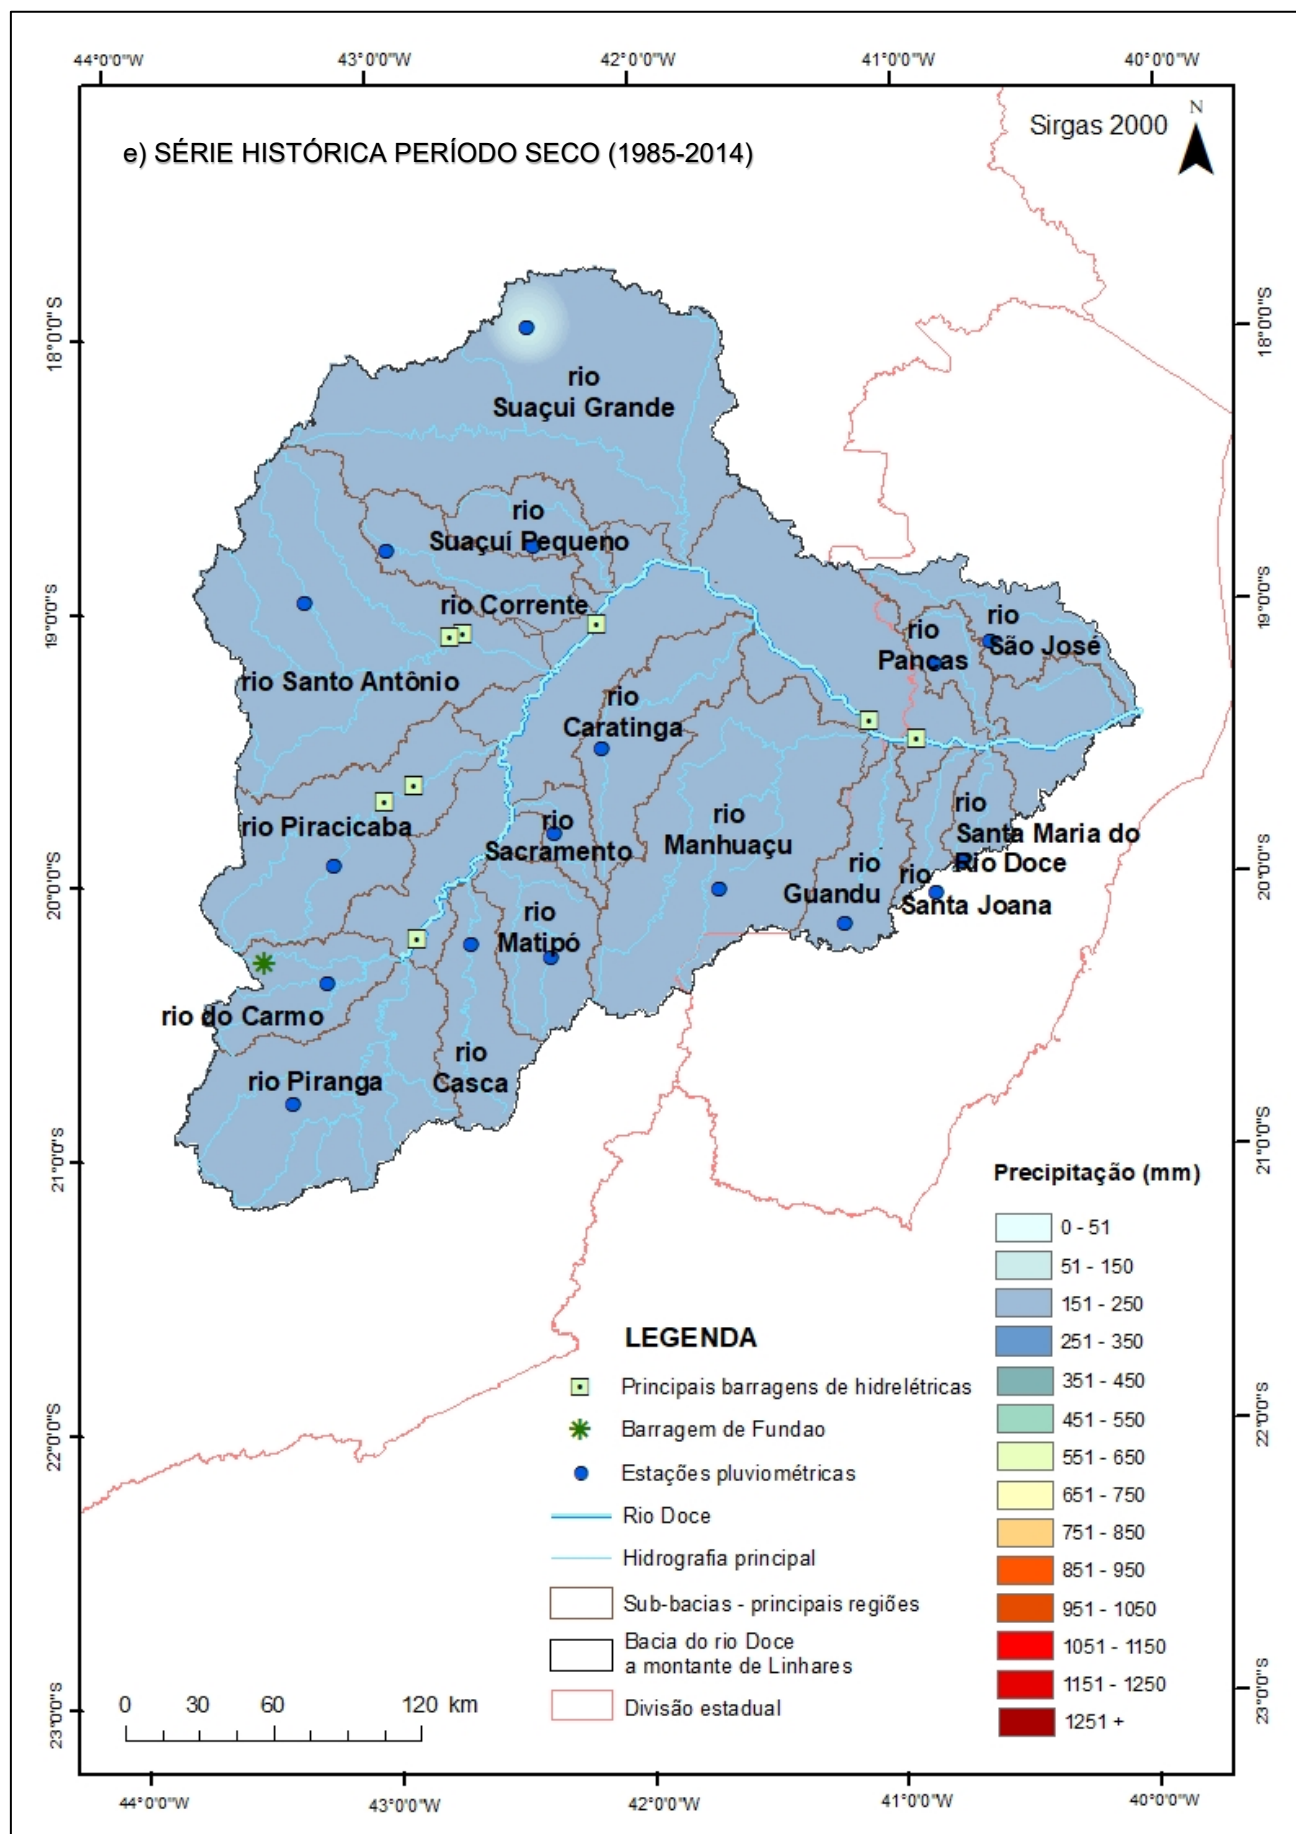 44°0'0"W 43°0'0"W 42°0'0"W 41°0'0"W 40°0'0"W
Sirgas 2000
N
e) SÉRIE HISTÓRICA PERÍODO SECO (1985-2014)
18°0'0"S
18°0'0"S
rio
Suaçui Grande
rio
Suaçuí Pequeno
rio Corrente
19°0'0"S
19°0'0"S
rio
São José
rio
Pancas
rio Santo Antônio
rio
Caratinga
rio Piracicaba
rio
Sacramento
rio
Manhuaçu
rio
Santa Maria do
Rio Doce
rio
Guandu
rio
Santa Joana
20°0'0"S
20°0'0"S
rio
Matipó
rio do Carmo
rio
Casca
rio Piranga
21°0'0"S
21°0'0"S
Precipitação (mm)
0 - 51
51 - 150
151 - 250
251 - 350
351 - 450
451 - 550
551 - 650
651 - 750
751 - 850
851 - 950
951 - 1050
1051 - 1150
1151 - 1250
1251 +
LEGENDA
Principais barragens de hidrelétricas
Barragem de Fundao
Estações pluviométricas
Rio Doce
Hidrografia principal
Sub-bacias - principais regiões
Bacia do rio Doce
a montante de Linhares
Divisão estadual
22°0'0"S
22°0'0"S
0 30 60 120 km
23°0'0"S
23°0'0"S
44°0'0"W 43°0'0"W 42°0'0"W 41°0'0"W 40°0'0"W